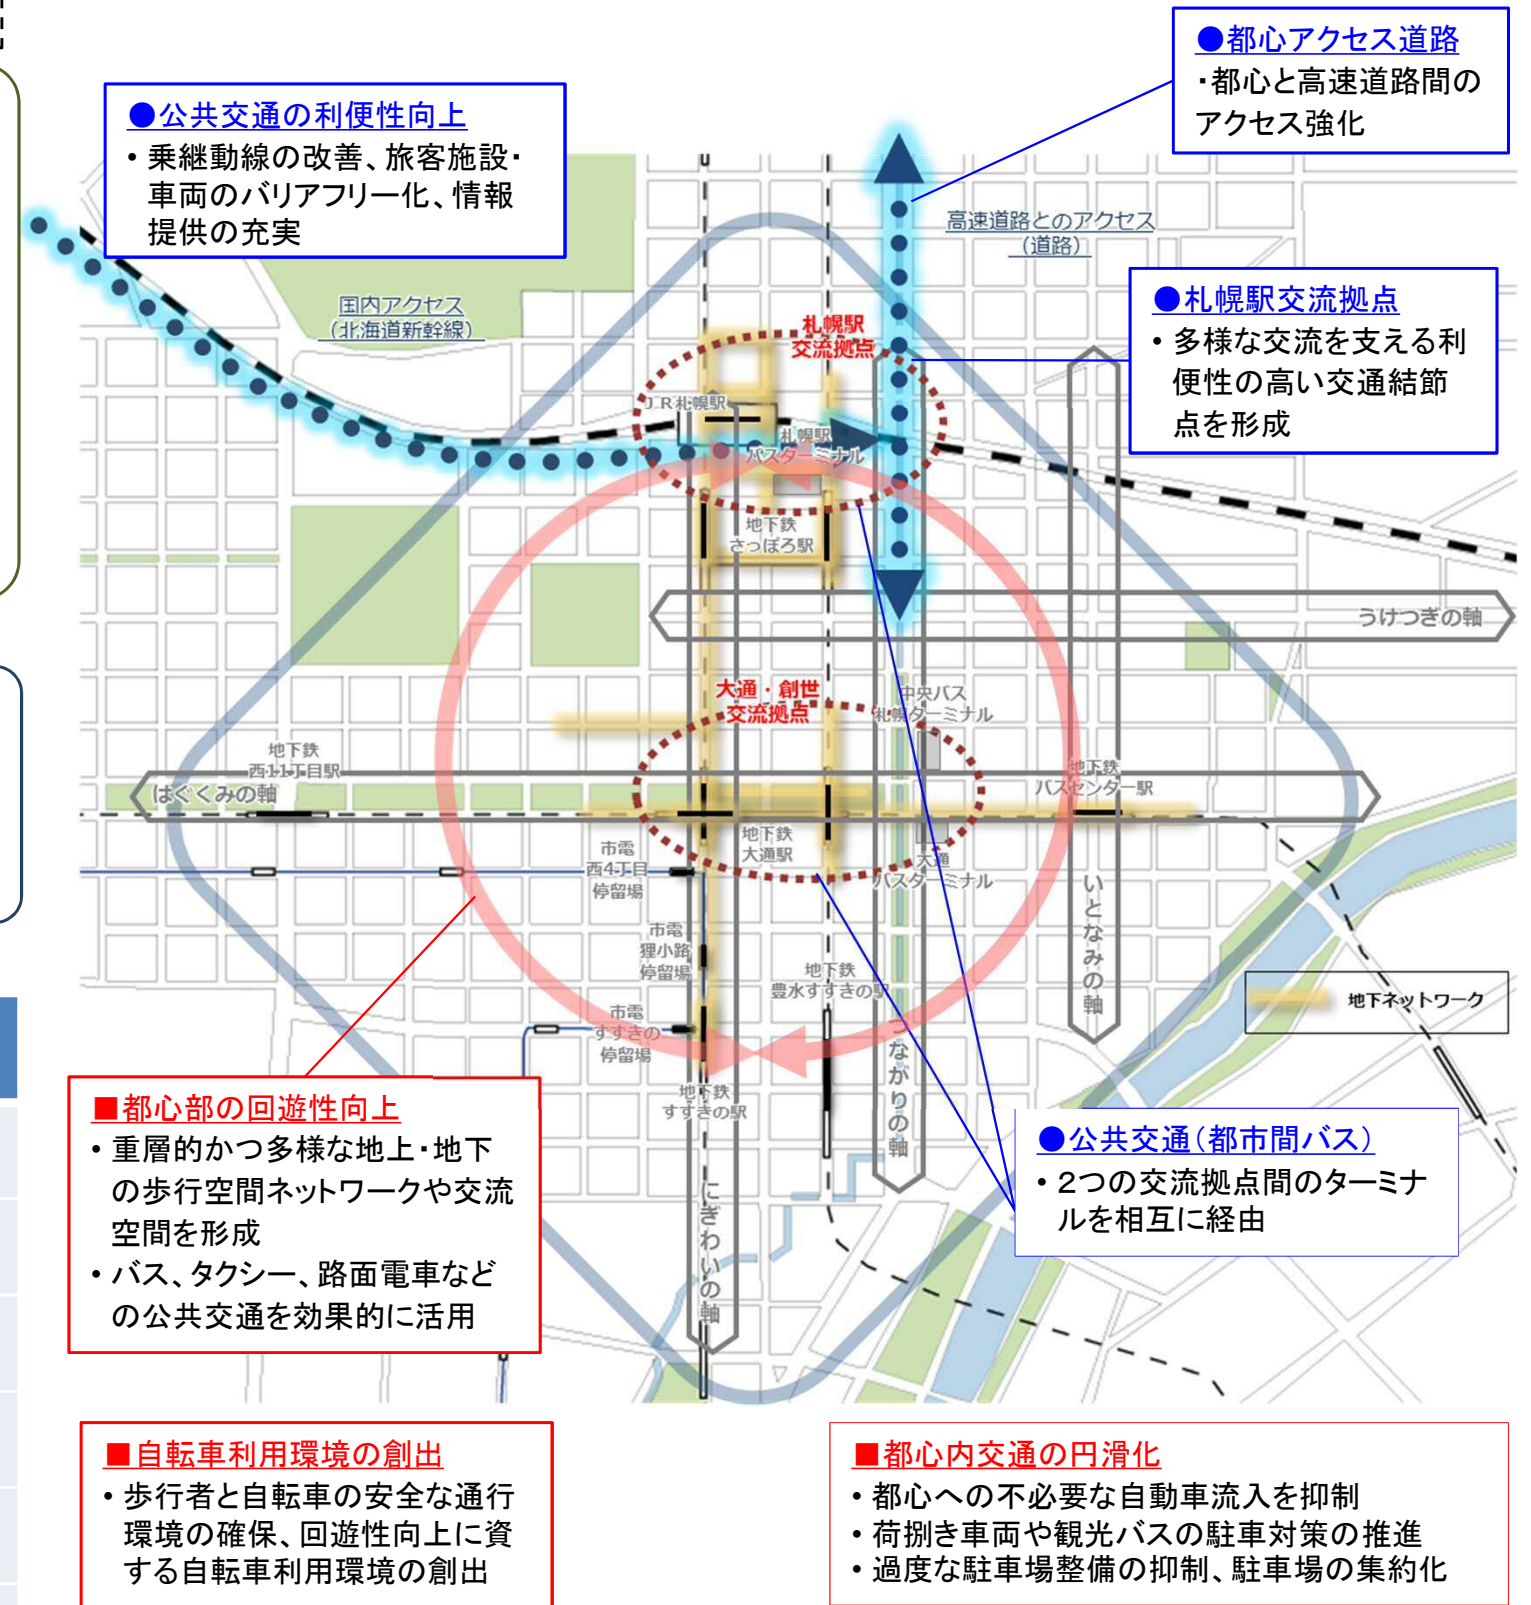 ●都心アクセス道路
・都心と高速道路間の
アクセス強化
●公共交通の利便性向上
• 乗継動線の改善、旅客施設・
車両のバリアフリー化、情報
提供の充実
高速道路とのアクセス
（道路）
●札幌駅交流拠点
• 多様な交流を支える利
便性の高い交通結節
点を形成
国内アクセス
（北海道新幹線）
札幌駅
交流拠点
ＪＲ札幌駅
札幌駅
バスターミナル
地下鉄
さっぽろ駅
うけつぎの軸
大通・創世
交流拠点
中央バス
札幌ターミナル
地下鉄
西11丁目駅
はぐくみの軸
地下鉄
バスセンター駅
地下鉄
大通駅
市電
西4丁目
停留場
大通
バスターミナル
いとなみの軸
市電
狸小路
停留場
地下鉄
豊水すすきの駅
地下ネットワーク
市電
すすきの
停留場
つながりの軸
地下鉄
すすきの駅
にぎわいの軸
■都心部の回遊性向上
• 重層的かつ多様な地上・地下
の歩行空間ネットワークや交流
空間を形成
• バス、タクシー、路面電車など
の公共交通を効果的に活用
●公共交通（都市間バス）
• ２つの交流拠点間のターミナ
ルを相互に経由
■自転車利用環境の創出
• 歩行者と自転車の安全な通行
環境の確保、回遊性向上に資
する自転車利用環境の創出
■都心内交通の円滑化
• 都心への不必要な自動車流入を抑制
• 荷捌き車両や観光バスの駐車対策の推進
• 過度な駐車場整備の抑制、駐車場の集約化